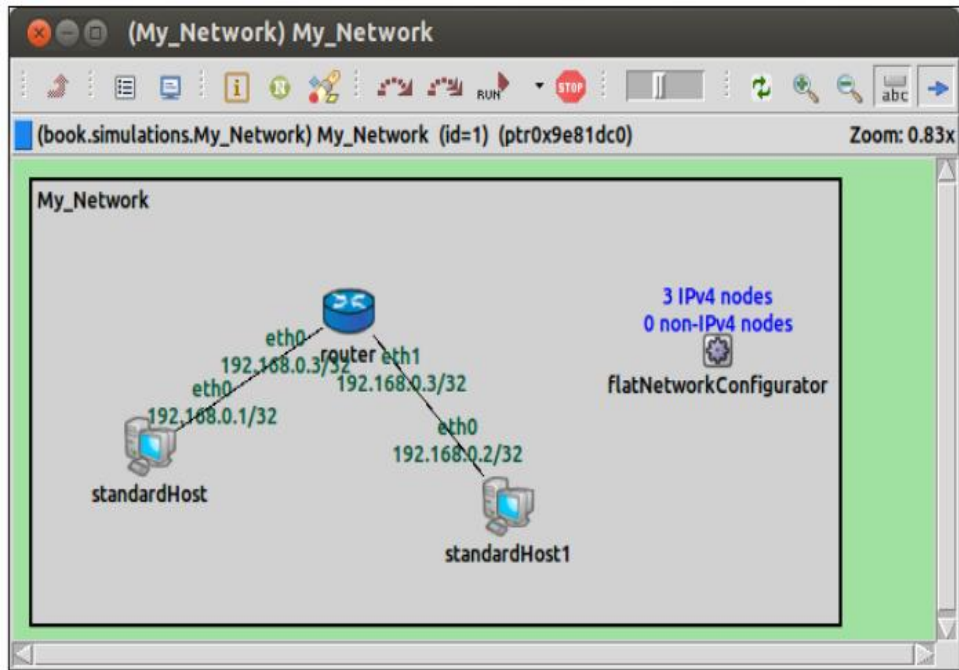 (My_Network) My_Network
RUN
STOP
abc
(book.simulations.My_Network) My_Network (id=1) (ptr0x9e81dc0)
Zoom: 0.83x
My_Network
3 IPv4 nodes
0 non-IPv4 nodes
flatNetworkConfigurator
router
eth0
192.168.0.3/32
eth1
192.168.0.3/32
eth0
192.168.0.1/32
standardHost
eth0
192.168.0.2/32
standardHost1